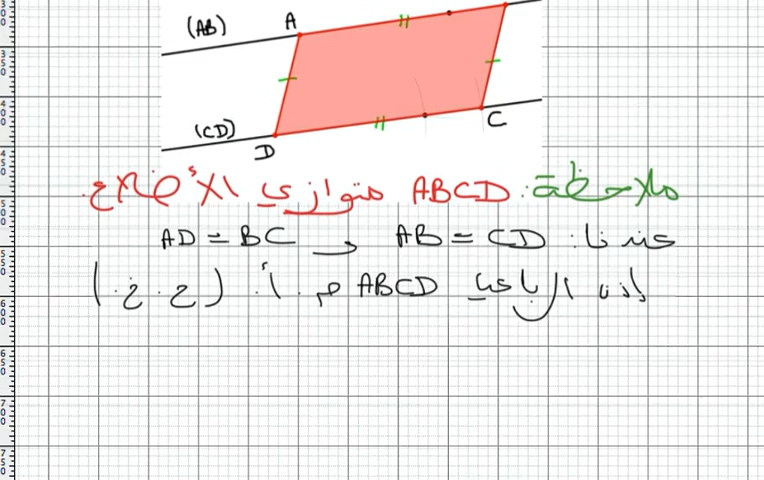 (AB) A
(CD) D C
ملاحظة: ABCD متوازي الأضلاع.
عندنا: AB = CD و AD = BC
إذن الرباعي ABCD م. أ.